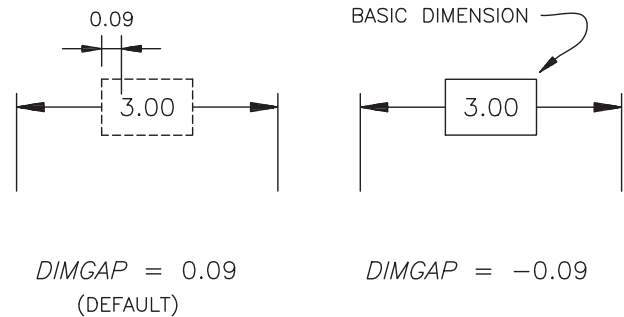 0.09
3.00
DIMGAP = 0.09
(DEFAULT)
BASIC DIMENSION
3.00
DIMGAP = −0.09